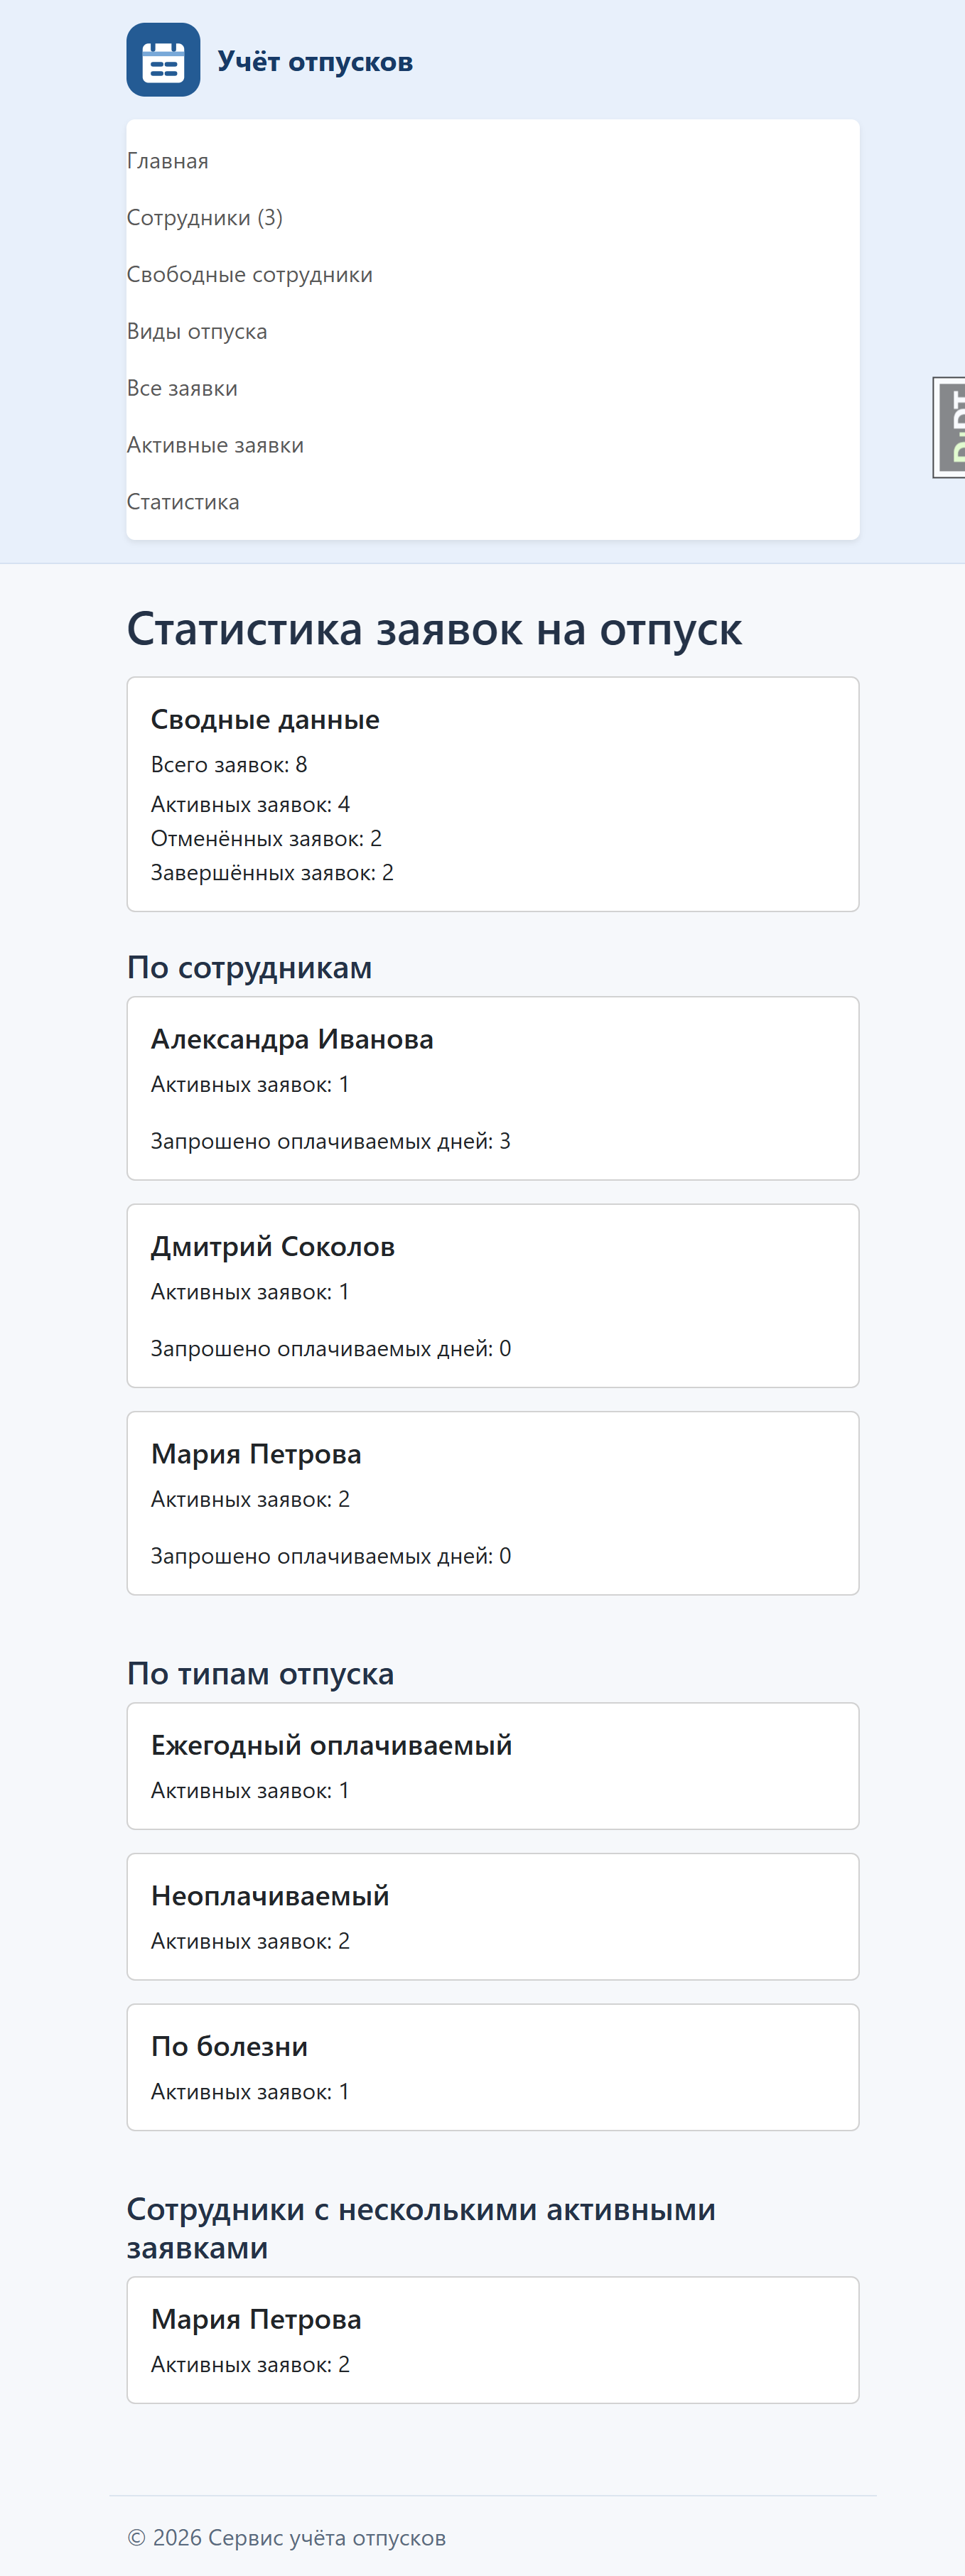 Учёт отпусков
Главная
Сотрудники (3)
Свободные сотрудники
Виды отпуска
Все заявки
Активные заявки
Статистика
DjDT
Статистика заявок на отпуск
Сводные данные
Всего заявок: 8
Активных заявок: 4
Отменённых заявок: 2
Завершённых заявок: 2
По сотрудникам
Александра Иванова
Активных заявок: 1
Запрошено оплачиваемых дней: 3
Дмитрий Соколов
Активных заявок: 1
Запрошено оплачиваемых дней: 0
Мария Петрова
Активных заявок: 2
Запрошено оплачиваемых дней: 0
По типам отпуска
Ежегодный оплачиваемый
Активных заявок: 1
Неоплачиваемый
Активных заявок: 2
По болезни
Активных заявок: 1
Сотрудники с несколькими активными
заявками
Мария Петрова
Активных заявок: 2
© 2026 Сервис учёта отпусков